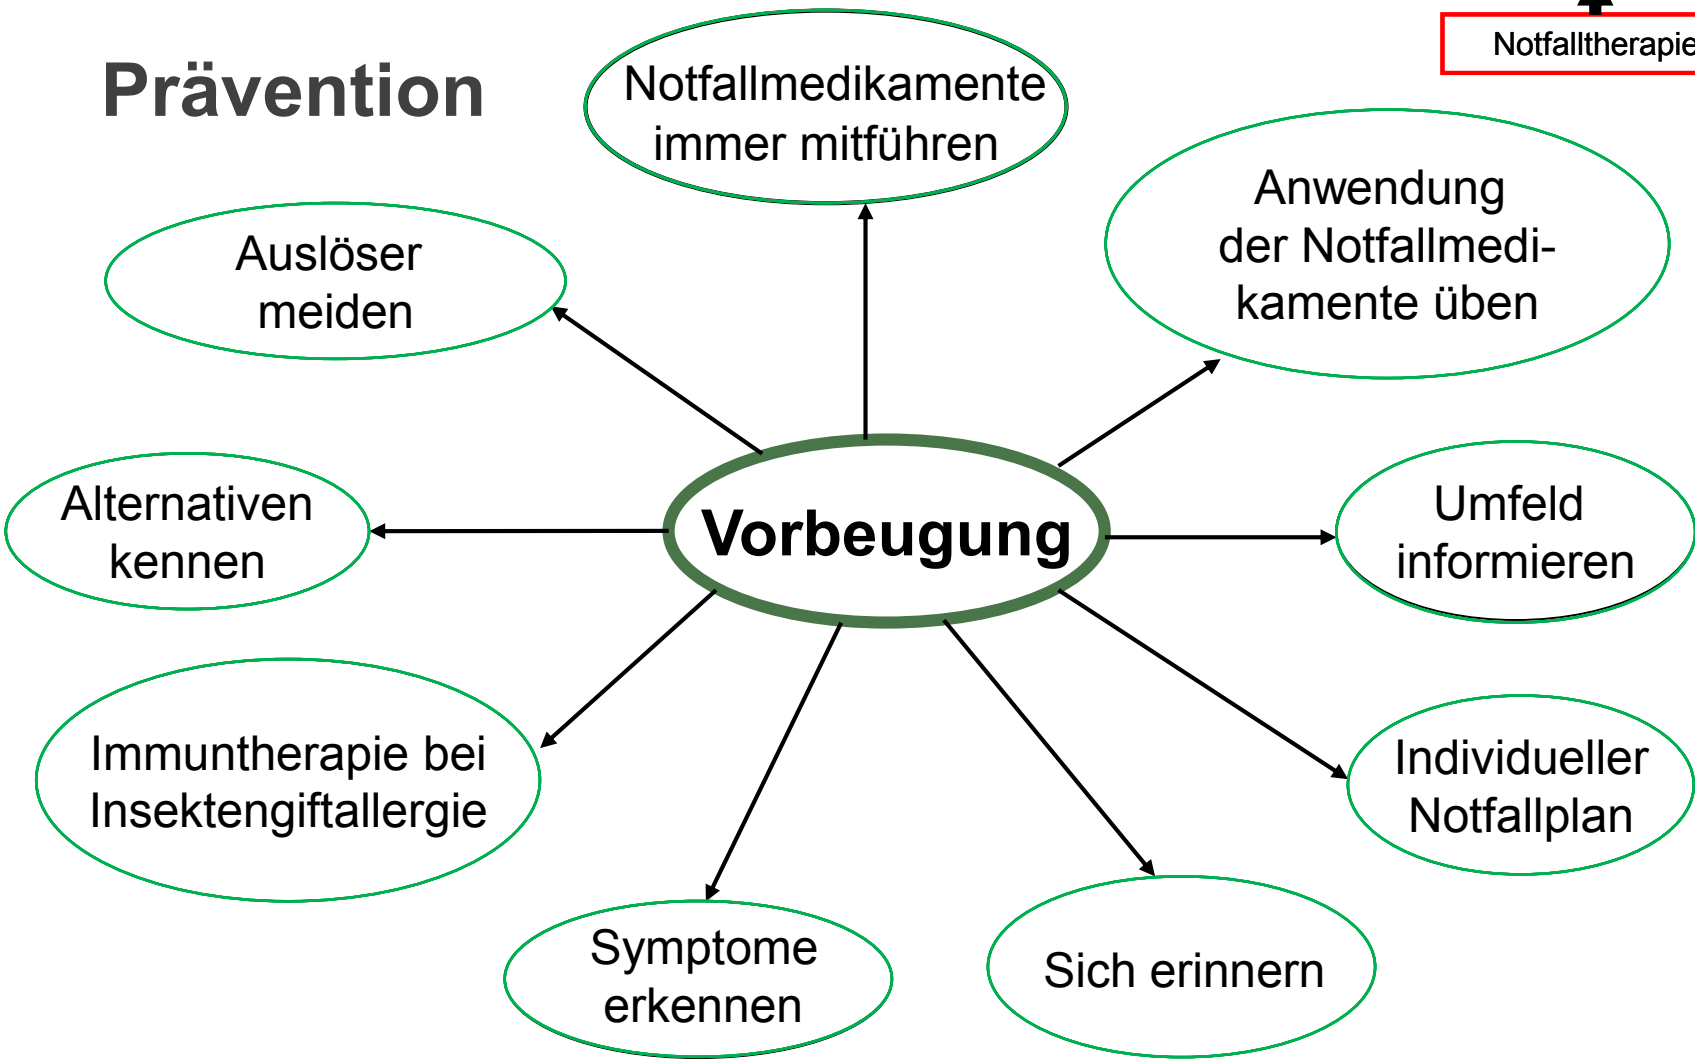 Prävention
Notfalltherapie
Notfallmedikamente
immer mitführen
Anwendung
der Notfallmedi-
kamente üben
Auslöser
meiden
Vorbeugung
Umfeld
informieren
Alternativen
kennen
Individueller
Notfallplan
Immuntherapie bei
Insektengiftallergie
Symptome
erkennen
Sich erinnern